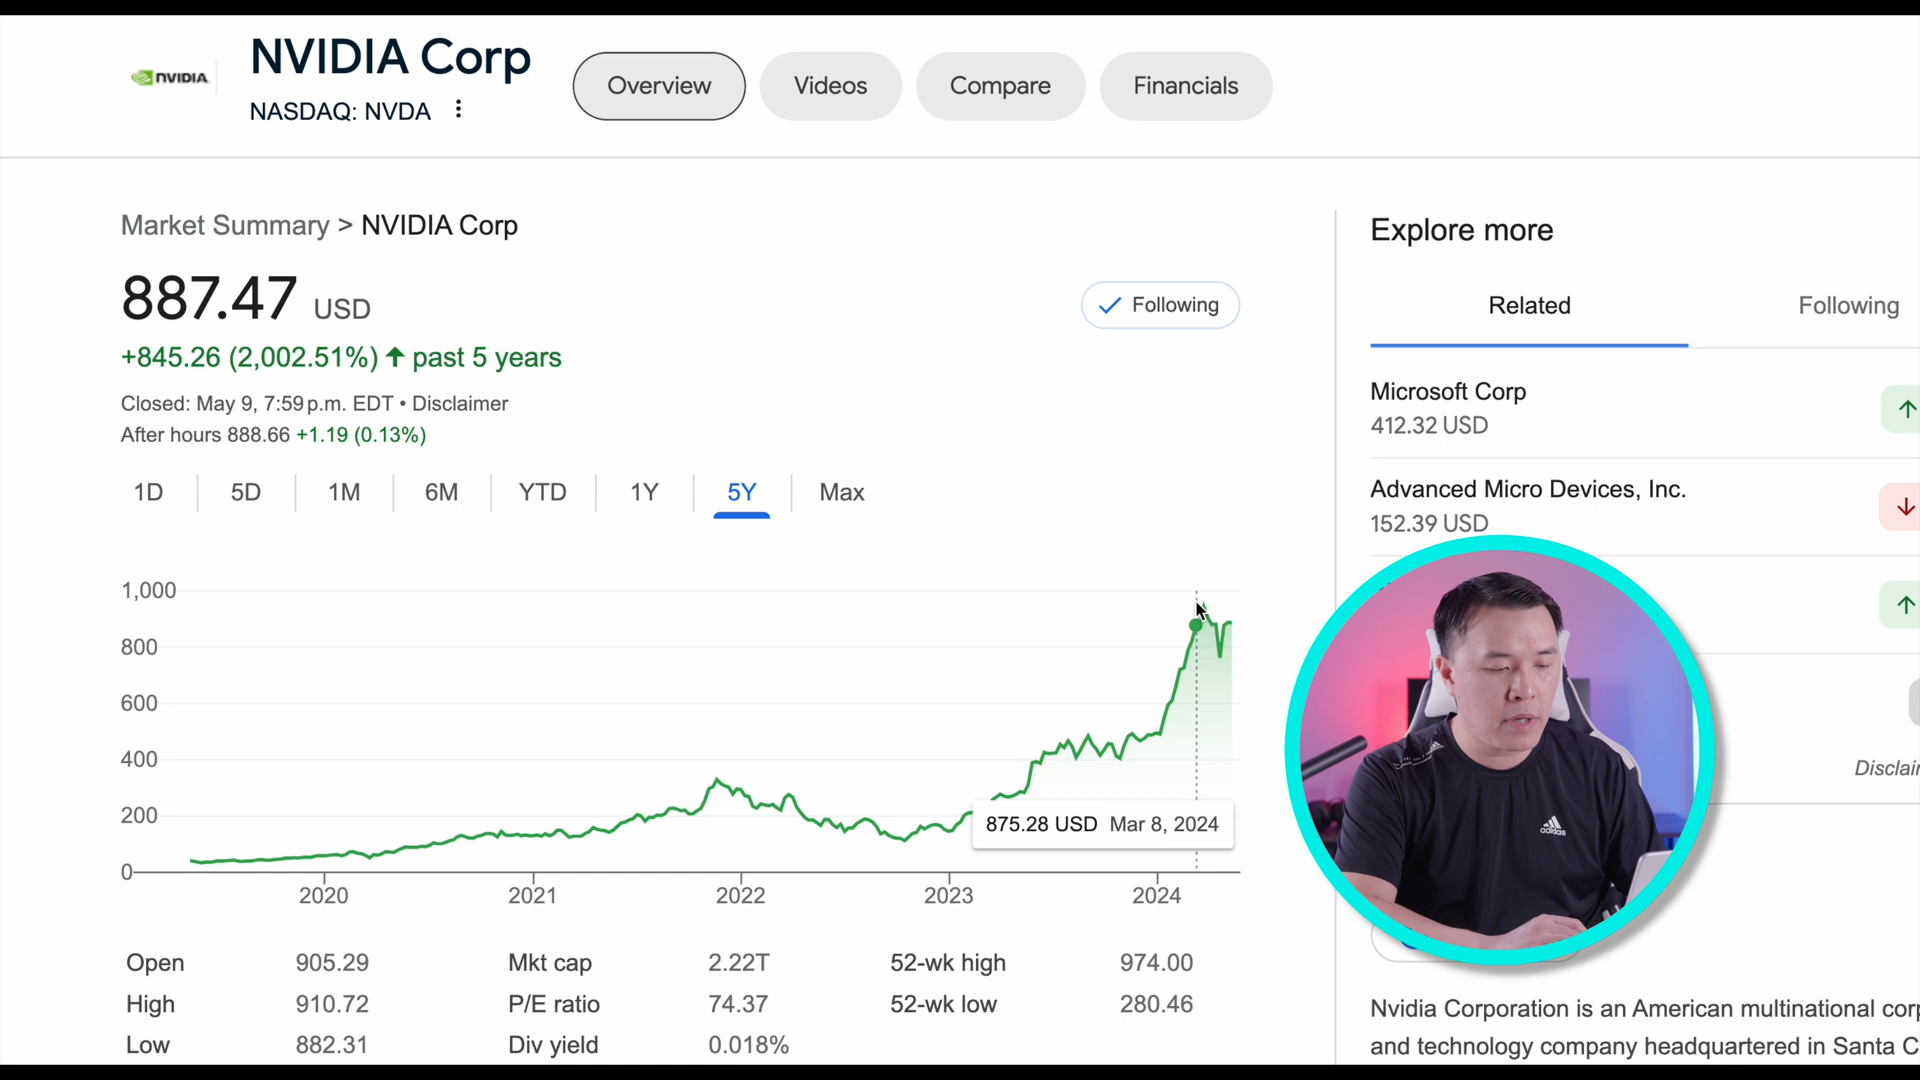 NVIDIA
NVIDIA Corp
NASDAQ: NVDA
Overview
Videos
Compare
Financials
Market Summary > NVIDIA Corp
887.47 USD
Following
+845.26 (2,002.51%) ↑ past 5 years
Closed: May 9, 7:59 p.m. EDT • Disclaimer
After hours 888.66 +1.19 (0.13%)
1D 5D 1M 6M YTD 1Y 5Y Max
1,000
800
600
400
200
0
875.28 USD Mar 8, 2024
2020 2021 2022 2023 2024
Open 905.29 Mkt cap 2.22T 52-wk high 974.00
High 910.72 P/E ratio 74.37 52-wk low 280.46
Low 882.31 Div yield 0.018%
Explore more
Related Following
Microsoft Corp
412.32 USD
Advanced Micro Devices, Inc.
152.39 USD
adidas
Nvidia Corporation is an American multinational
and technology company headquartered in Santa